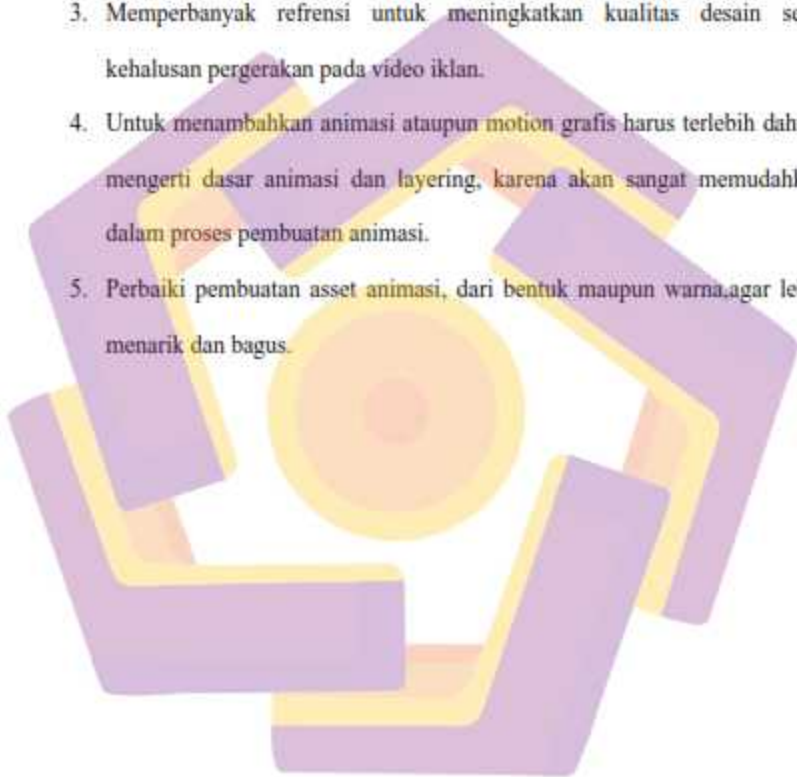 3. Memperbanyak refrensi untuk meningkatkan kualitas desain
kehalusan pergerakan pada video iklan.
4. Untuk menambahkan animasi ataupun motion grafis harus terlebih
mengerti dasar animasi dan layering, karena akan sangat
dalam proses pembuatan animasi.
5. Perbaiki pembuatan asset animasi, dari bentuk maupun warna,agar
menarik dan bagus.